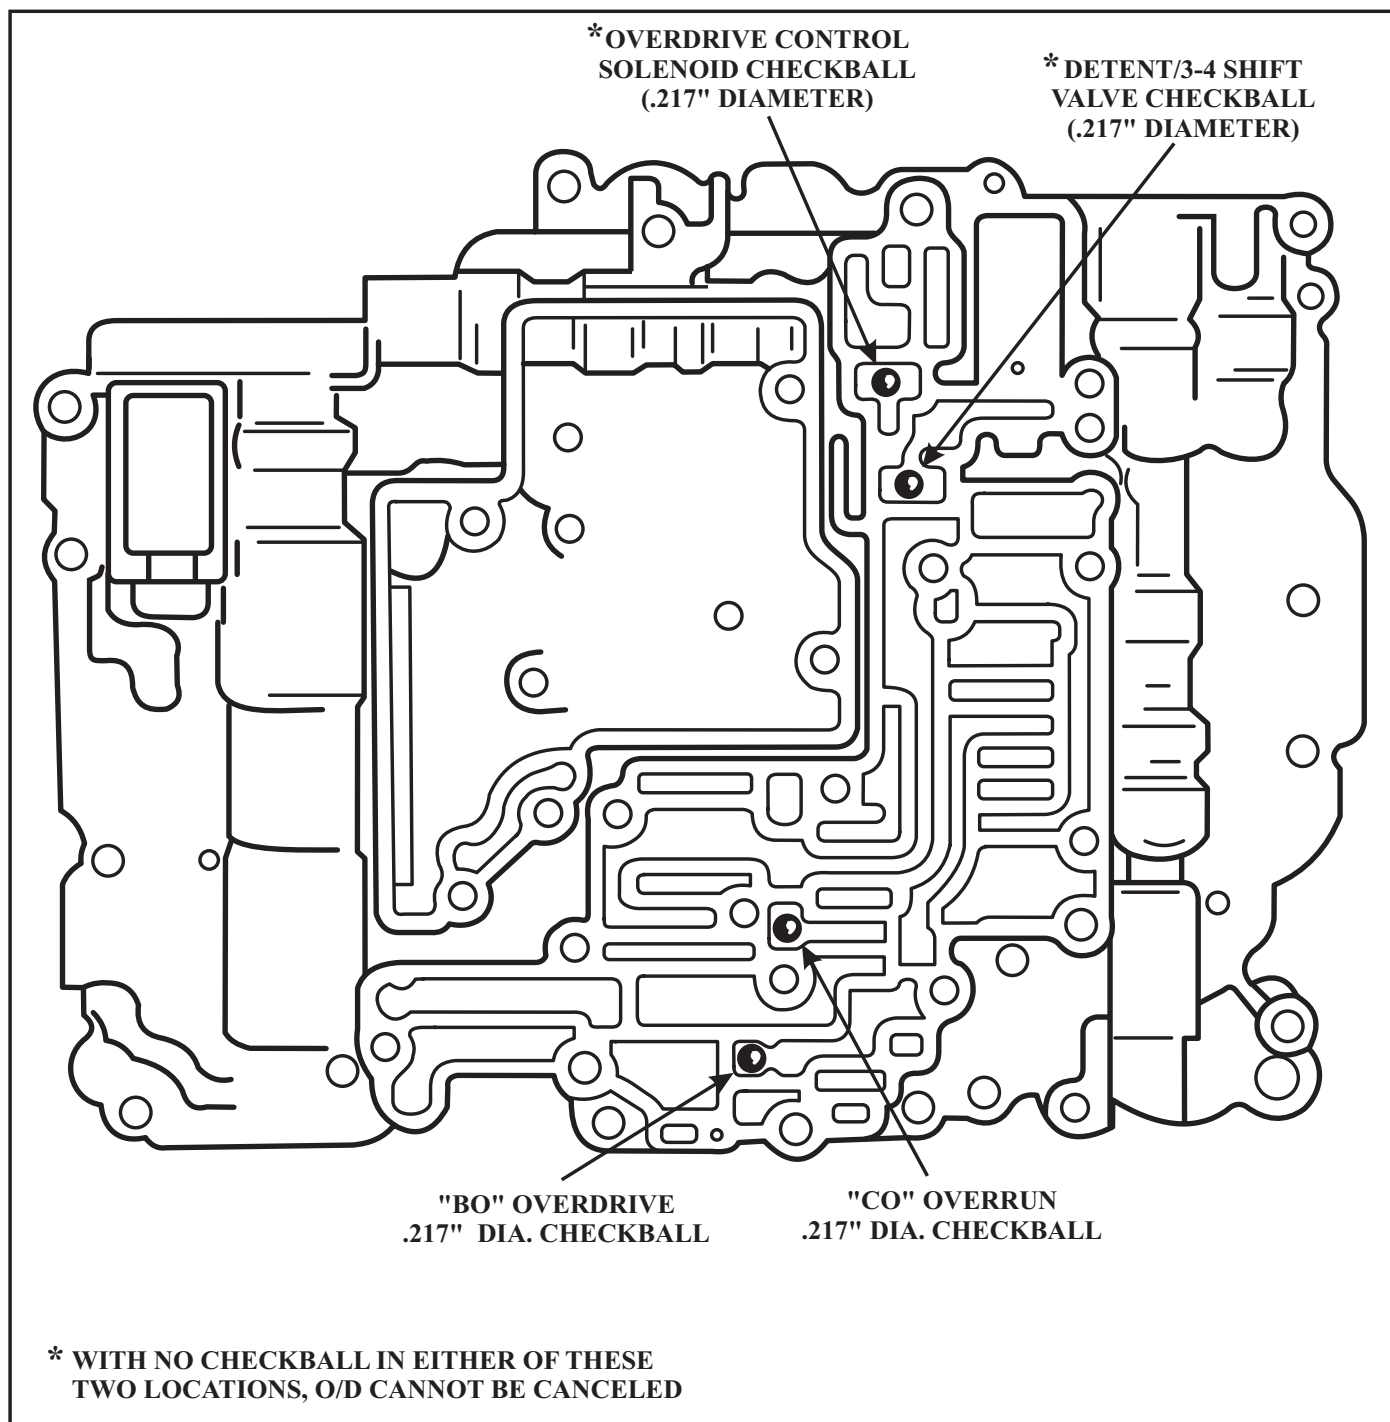 *OVERDRIVE CONTROL
SOLENOID CHECKBALL
(.217" DIAMETER)
* DETENT/3-4 SHIFT
VALVE CHECKBALL
(.217" DIAMETER)
"BO" OVERDRIVE
.217"  DIA. CHECKBALL
"CO" OVERRUN
.217" DIA. CHECKBALL
* WITH NO CHECKBALL IN EITHER OF THESE
TWO LOCATIONS, O/D CANNOT BE CANCELED